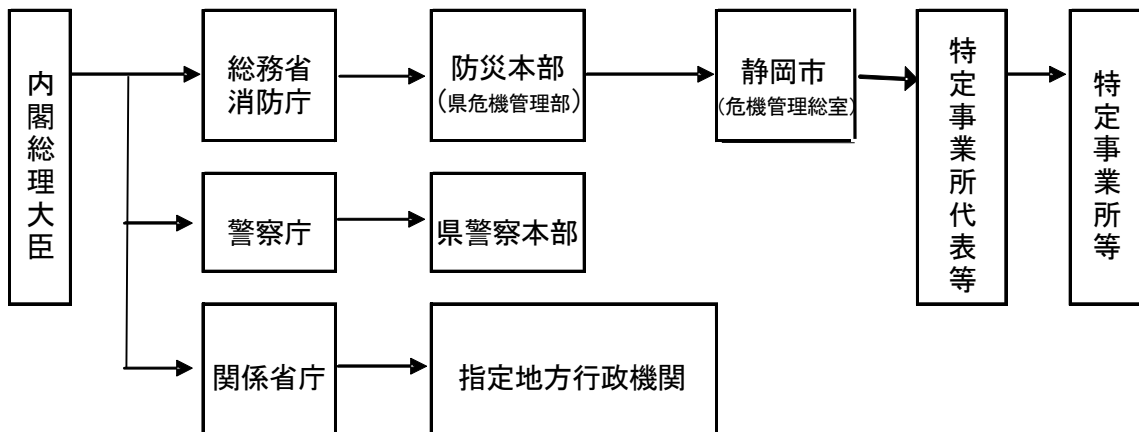 内閣総理大臣
総務省
消防庁
防災本部
（県危機管理部）
静岡市
（危機管理総室）
特定事業所代表等
特定事業所等
警察庁
県警察本部
関係省庁
指定地方行政機関